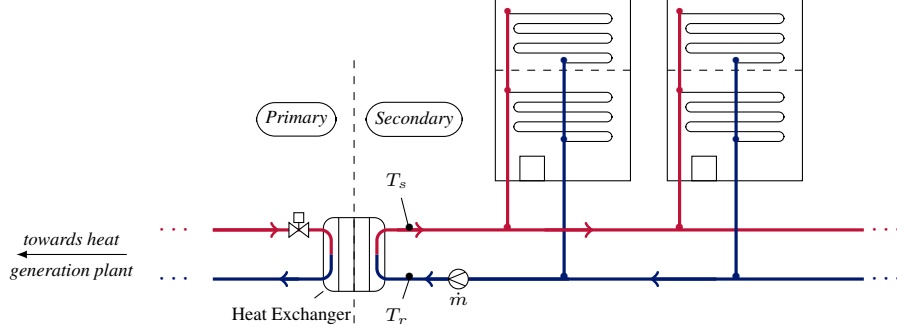 Primary
Secondary
T_s
towards heat
generation plant
. . .
. . .
. . .
. . .
Heat Exchanger
T_r
ṁ